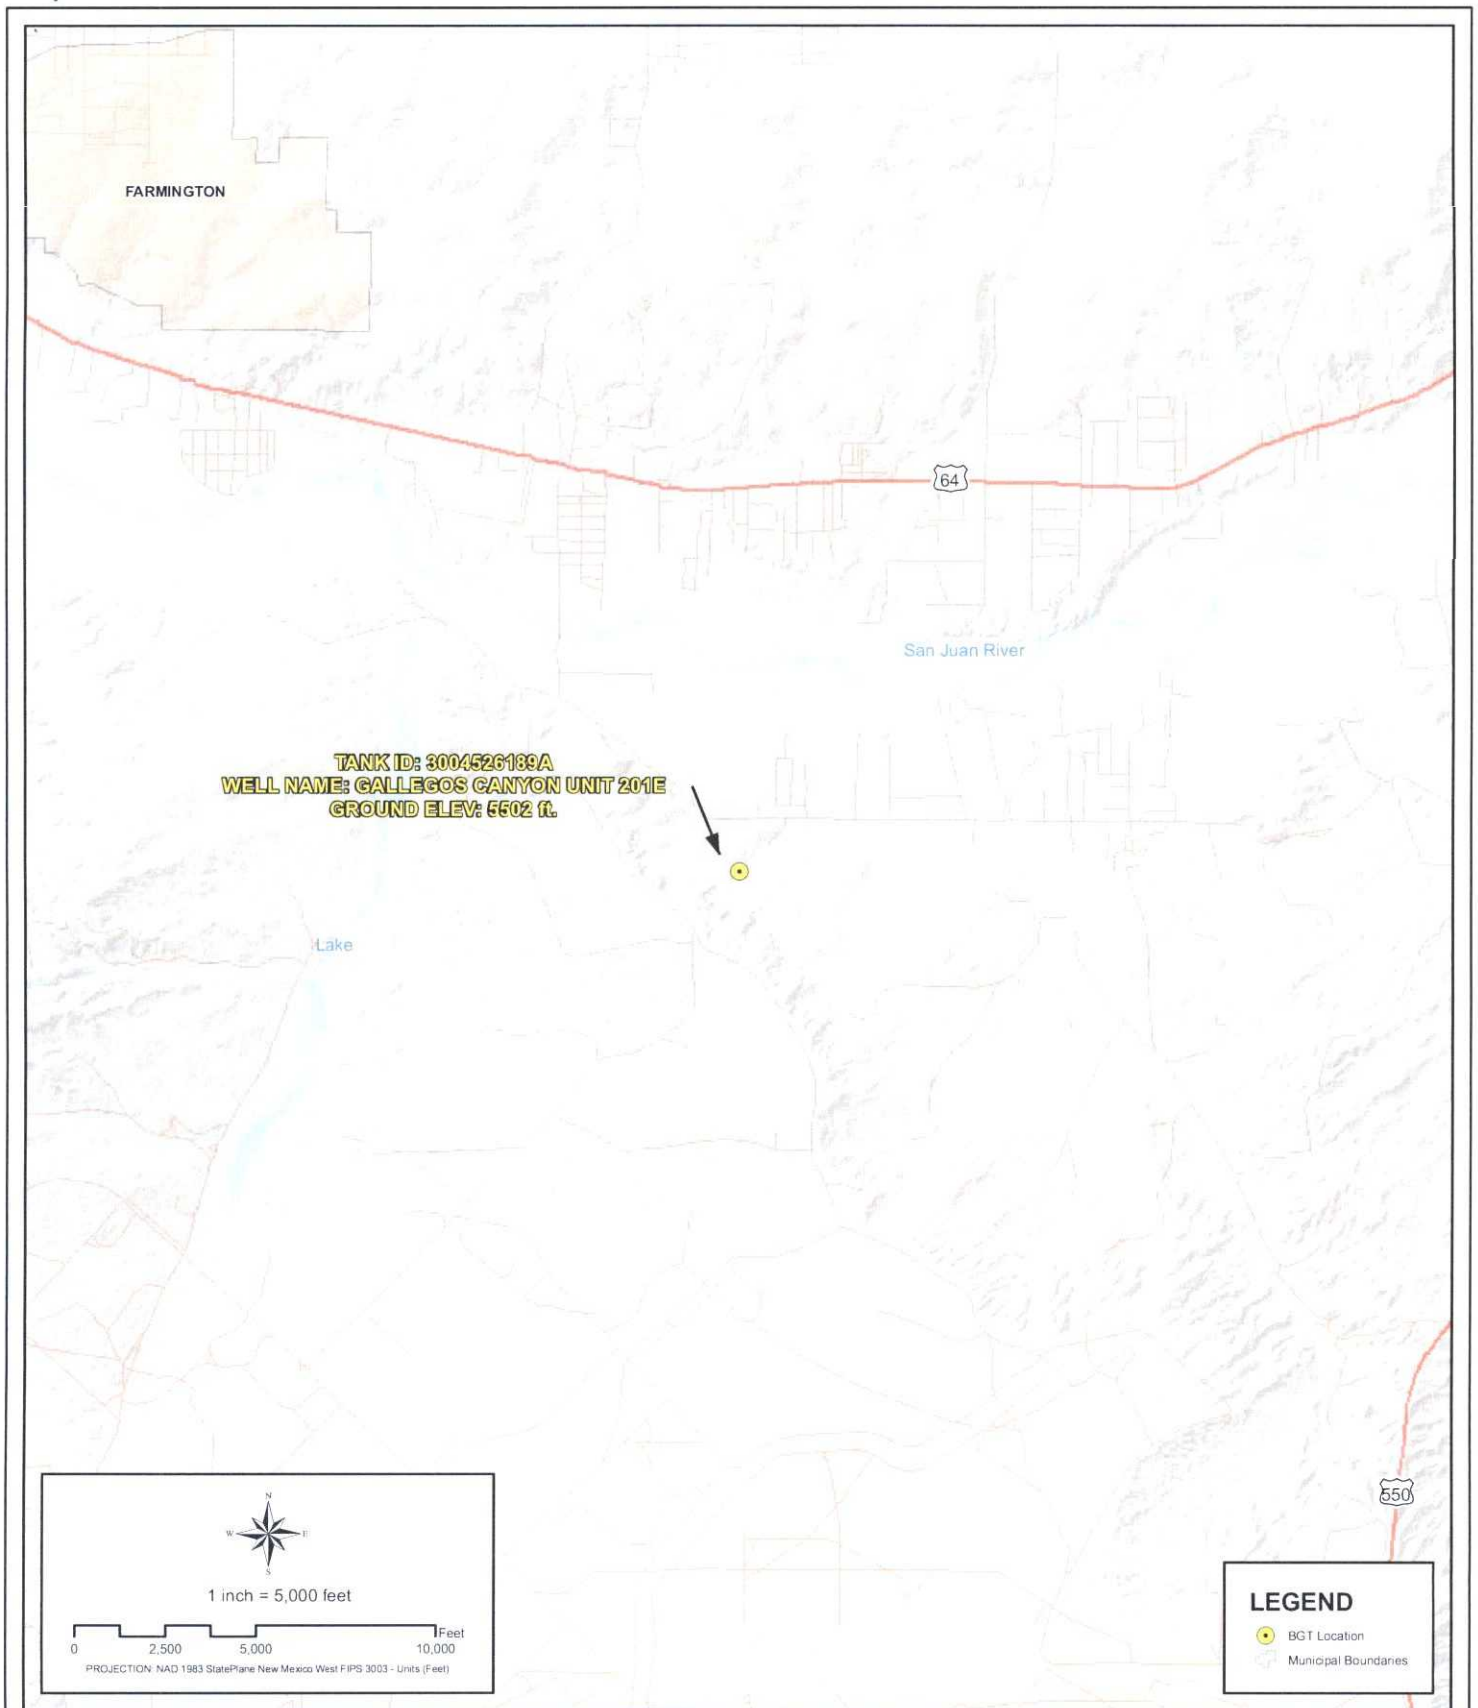 FARMINGTON
64
San Juan River
TANK ID: 3004526189A
WELL NAME: GALLEGOS CANYON UNIT 201E
GROUND ELEV: 5502 ft.
Lake
550
N
W E
S
1 inch = 5,000 feet
Feet
0 2,500 5,000 10,000
PROJECTION: NAD 1983 StatePlane New Mexico West FIPS 3003 - Units (Feet)
LEGEND
BGT Location
Municipal Boundaries